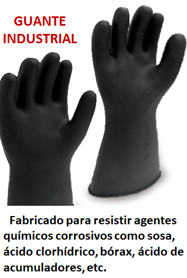 GUANTE
INDUSTRIAL
Fabricado para resistir agentes
químicos corrosivos como sosa,
ácido clorhídrico, bórax, ácido de
acumuladores, etc.